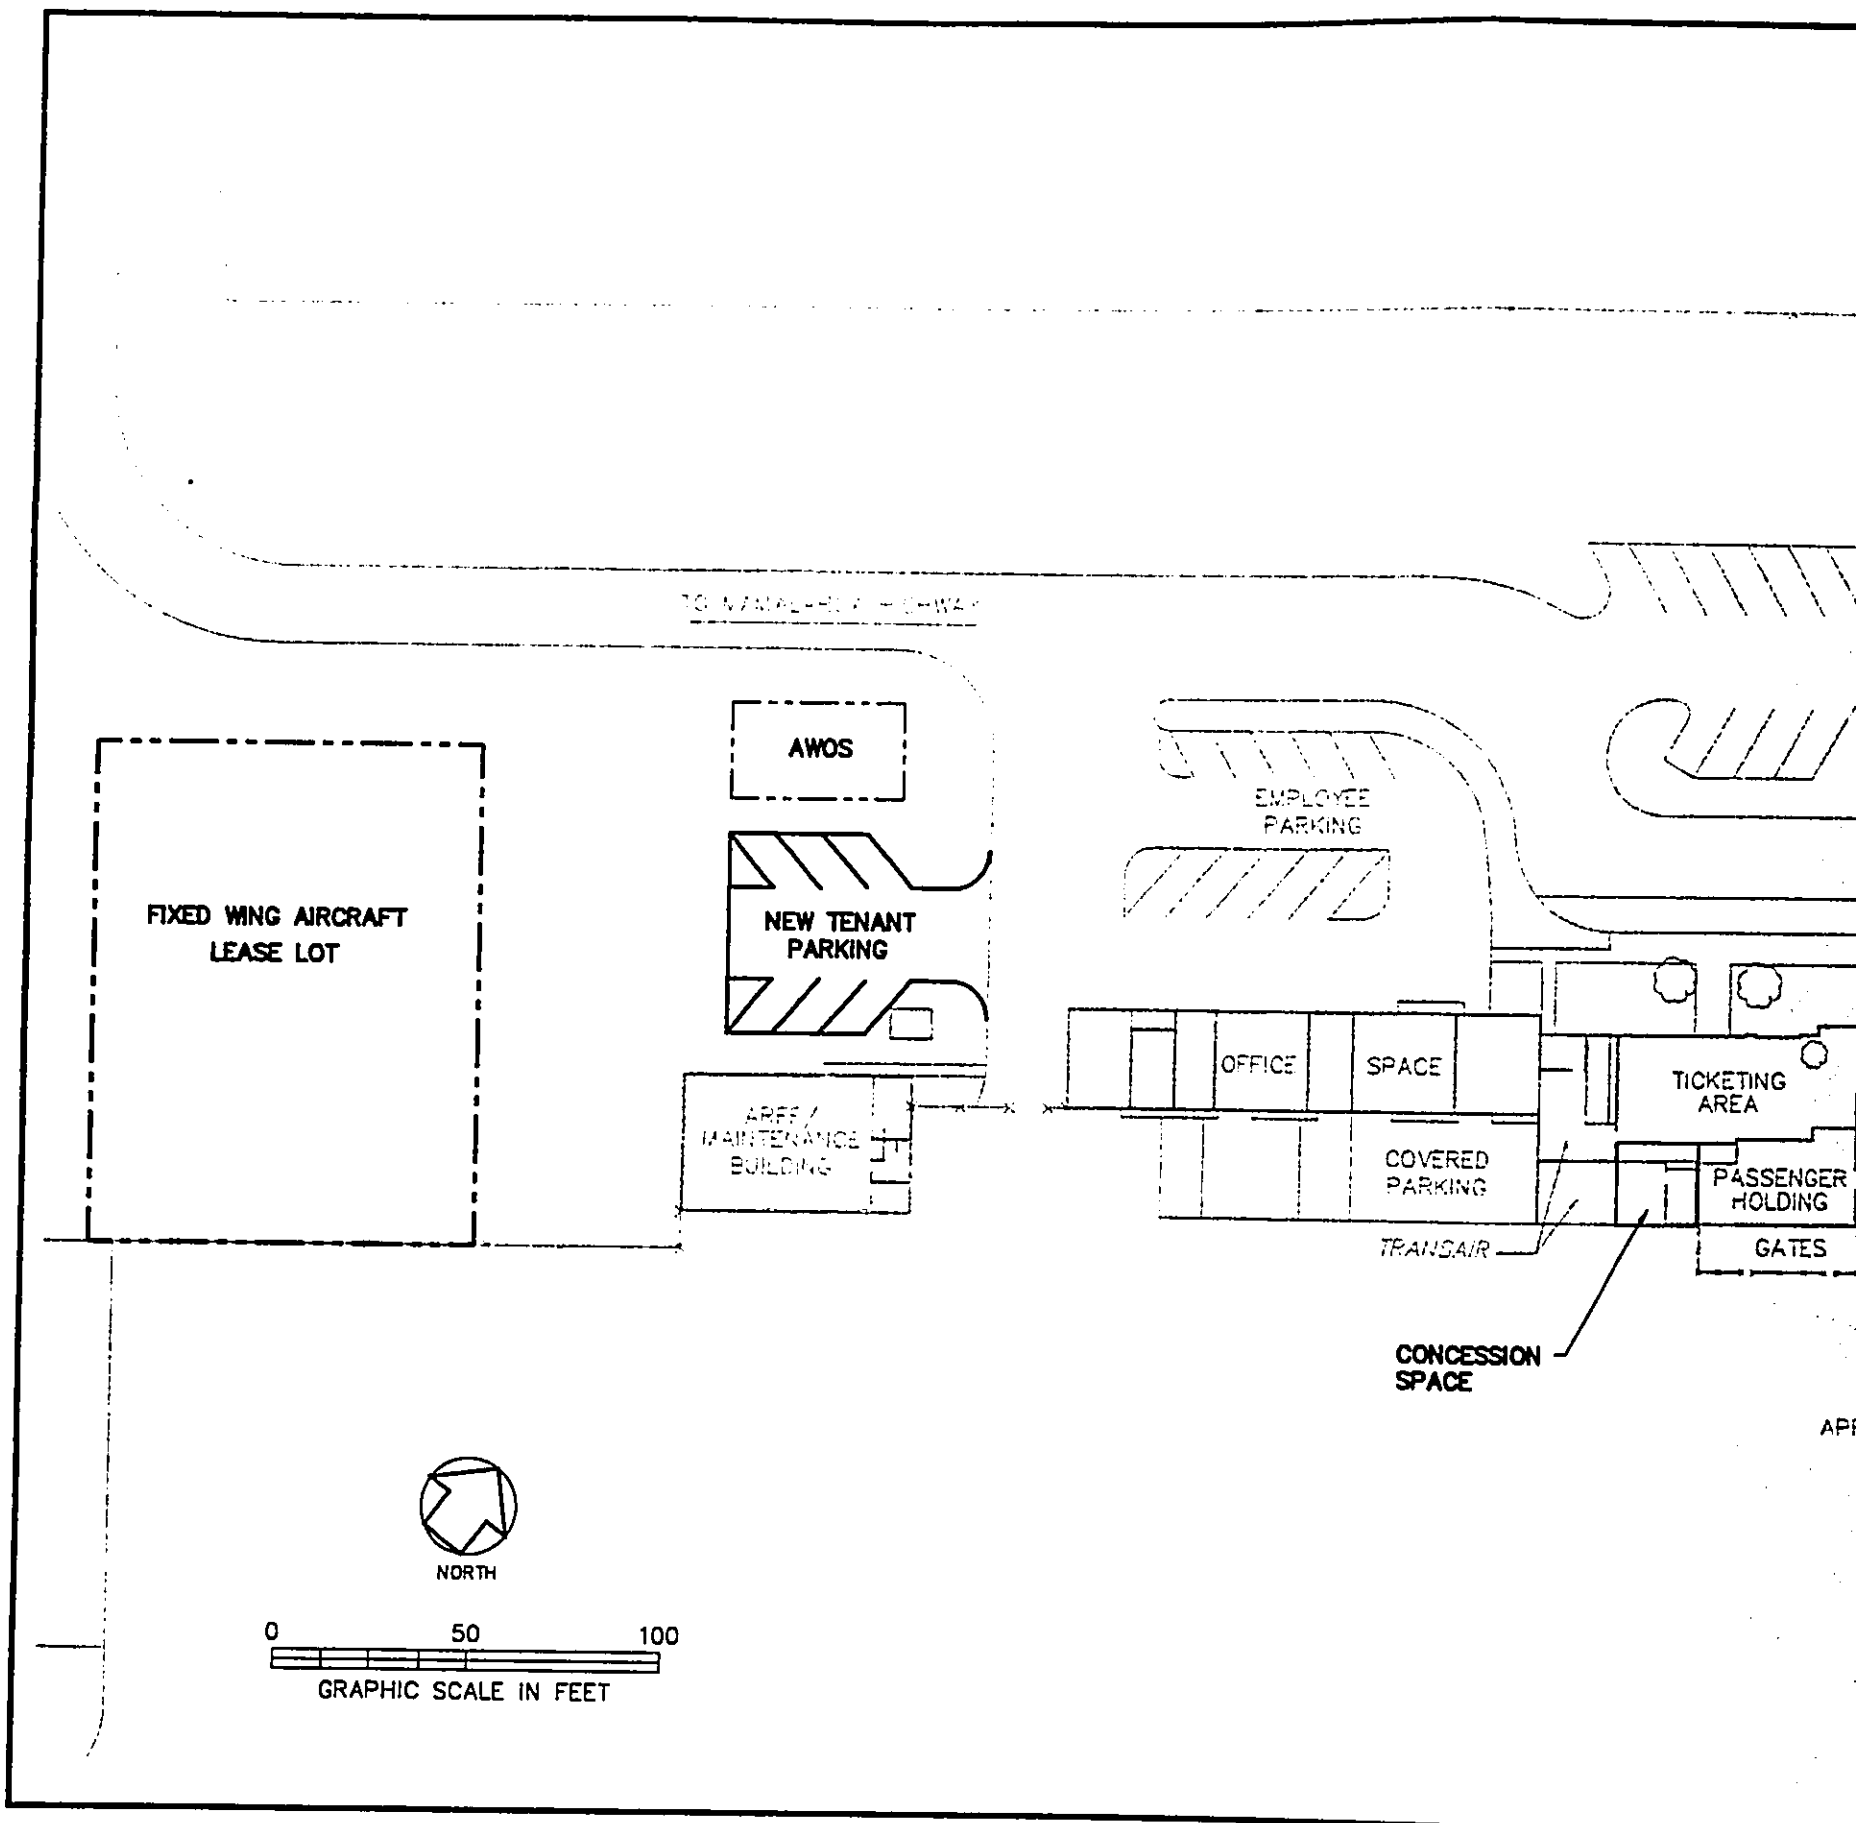 AWOS
EMPLOYEE
PARKING
FIXED WING AIRCRAFT
LEASE LOT
NEW TENANT
PARKING
OFFICE
SPACE
TICKETING
AREA
ARFF/
MAINTENANCE
BUILDING
COVERED
PARKING
PASSENGER
HOLDING
TRANSAIR
GATES
CONCESSION
SPACE
NORTH
0 50 100
GRAPHIC SCALE IN FEET